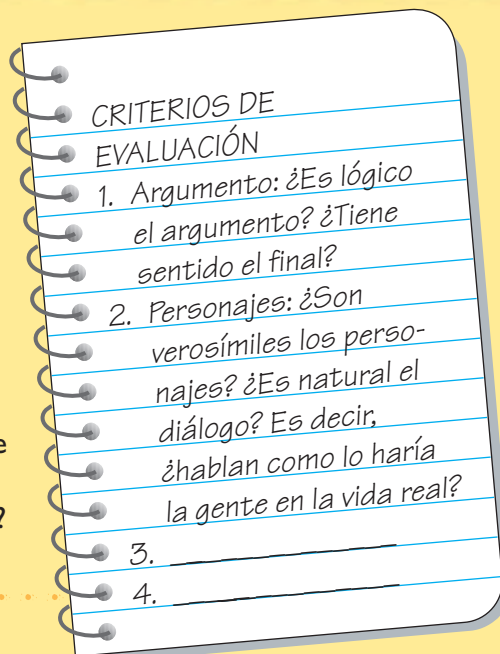 CRITERIOS DE
EVALUACIÓN
1. Argumento: ¿Es lógico
el argumento? ¿Tiene
sentido el final?
2. Personajes: ¿Son
verosímiles los perso-
najes? ¿Es natural el
diálogo? Es decir,
¿hablan como lo haría
la gente en la vida real?
3.
4.
e
?